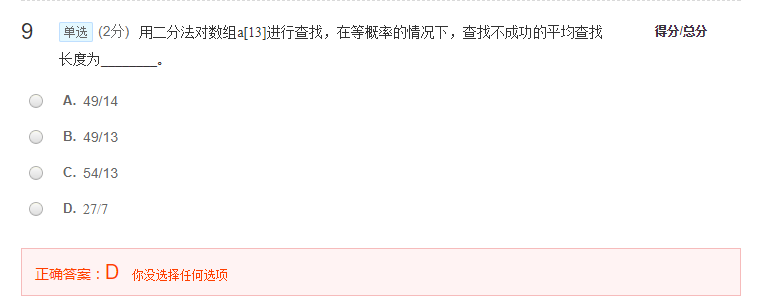 9 单选 (2分) 用二分法对数组a[13]进行查找，在等概率的情况下，查找不成功的平均查找 得分/总分
长度为________。
A. 49/14
B. 49/13
C. 54/13
D. 27/7
正确答案：D 你没选择任何选项